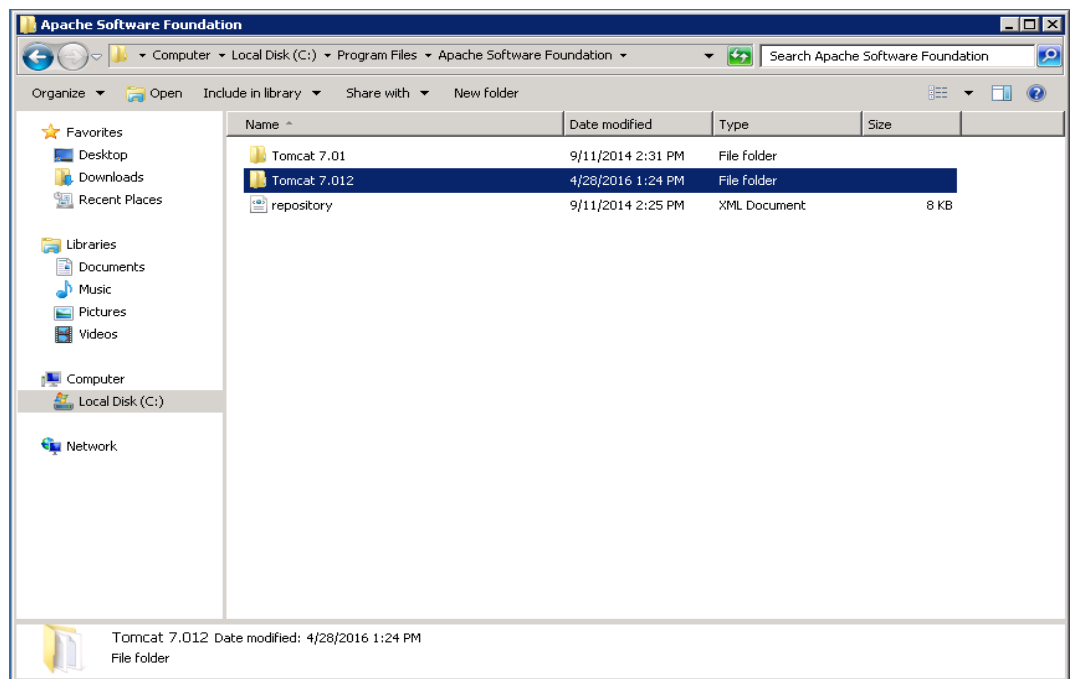 Apache Software Foundation
Computer Local Disk (C:) Program Files Apache Software Foundation Search Apache Software Foundation
Organize Open Include in library Share with New folder
Name Date modified Type Size
Favorites
Desktop
Downloads
Recent Places
Libraries
Documents
Music
Pictures
Videos
Computer
Local Disk (C:)
Network
Tomcat 7.01 9/11/2014 2:31 PM File folder
Tomcat 7.012 4/28/2016 1:24 PM File folder
repository 9/11/2014 2:25 PM XML Document 8 KB
Tomcat 7.012 Date modified: 4/28/2016 1:24 PM
File folder